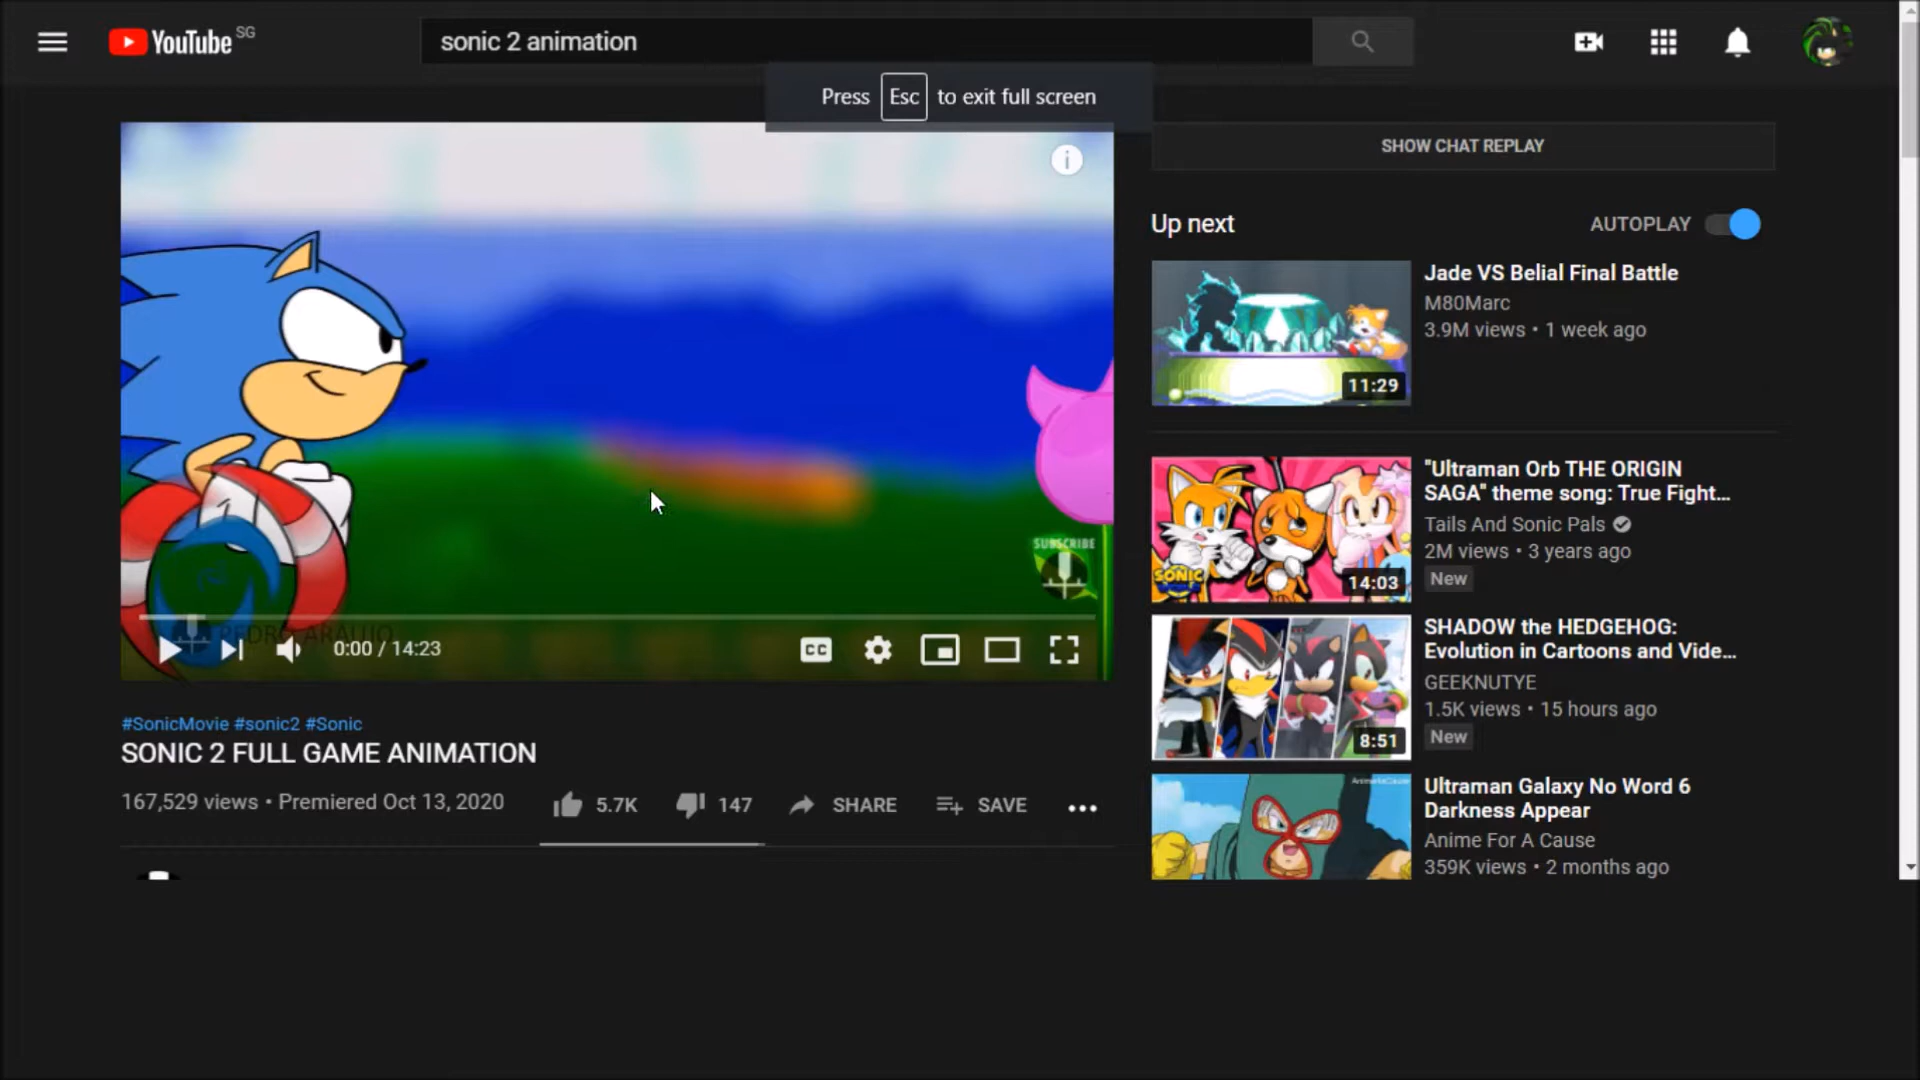 YouTube SG
sonic 2 animation
Press Esc to exit full screen
SHOW CHAT REPLAY
Up next
AUTOPLAY
Jade VS Belial Final Battle
M80Marc
3.9M views • 1 week ago
11:29
"Ultraman Orb THE ORIGIN
SAGA" theme song: True Fight...
Tails And Sonic Pals
2M views • 3 years ago
New
SONIC
14:03
SHADOW the HEDGEHOG:
Evolution in Cartoons and Vide...
GEEKNUTYE
1.5K views • 15 hours ago
New
8:51
Ultraman Galaxy No Word 6
Darkness Appear
Anime For A Cause
359K views • 2 months ago
SUBSCRIBE
PEDRO ARAUJO
0:00 / 14:23
CC
#SonicMovie #sonic2 #Sonic
SONIC 2 FULL GAME ANIMATION
167,529 views • Premiered Oct 13, 2020
5.7K
147
SHARE
SAVE